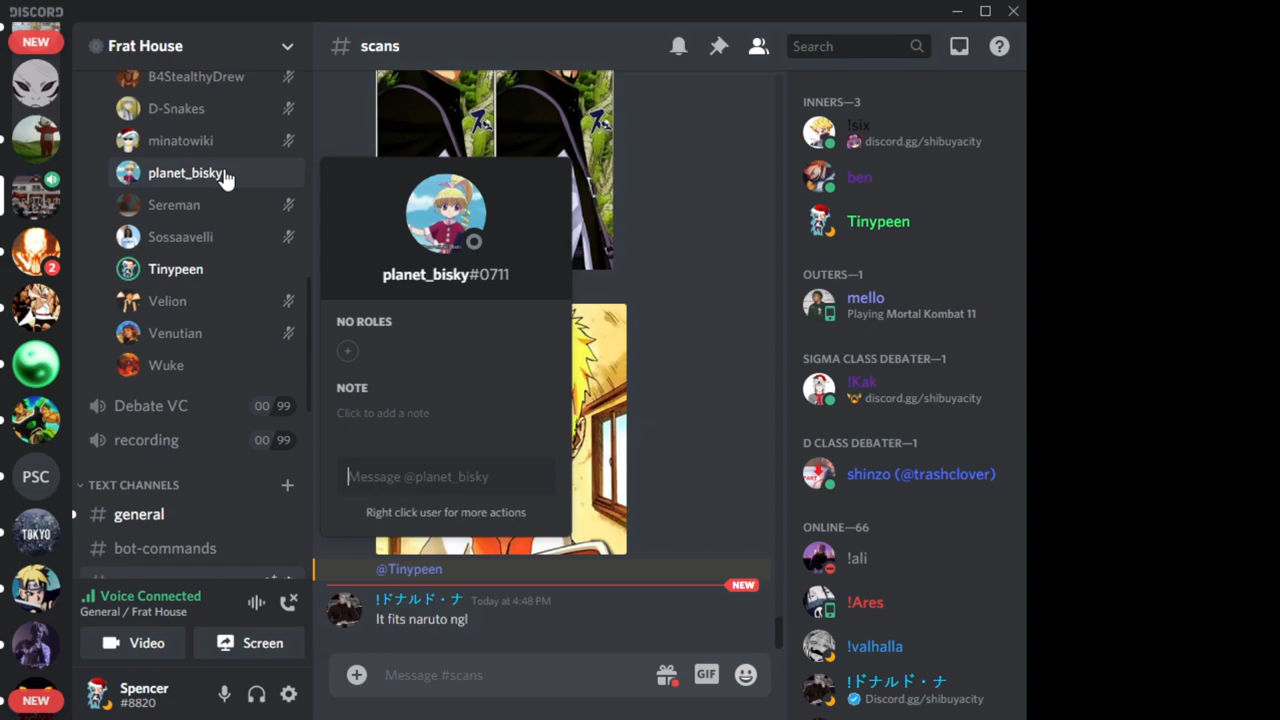 DISCORD
NEW
2
PSC
TOKYO
NEW
Frat House
B4StealthyDrew
D-Snakes
minatowiki
planet_bisky
Sereman
Sossaavelli
Tinypeen
Velion
Venutian
Wuke
Debate VC
00 99
recording
00 99
TEXT CHANNELS
general
# bot-commands
Voice Connected
General / Frat House
Video
Screen
Spencer
#8820
scans
Search
planet_bisky#0711
NO ROLES
NOTE
Click to add a note
Message @planet_bisky
Right click user for more actions
@Tinypeen
NEW
!ドナルド・ナ Today at 4:48 PM
It fits naruto ngl
Message #scans
GIF
INNERS—3
!six
discord.gg/shibuyacity
ben
Tinypeen
OUTERS—1
mello
Playing Mortal Kombat 11
SIGMA CLASS DEBATER—1
!Kak
discord.gg/shibuyacity
D CLASS DEBATER—1
shinzo (@trashclover)
ONLINE—66
!ali
!Ares
!valhalla
!ドナルド・ナ
Discord.gg/shibuyacity